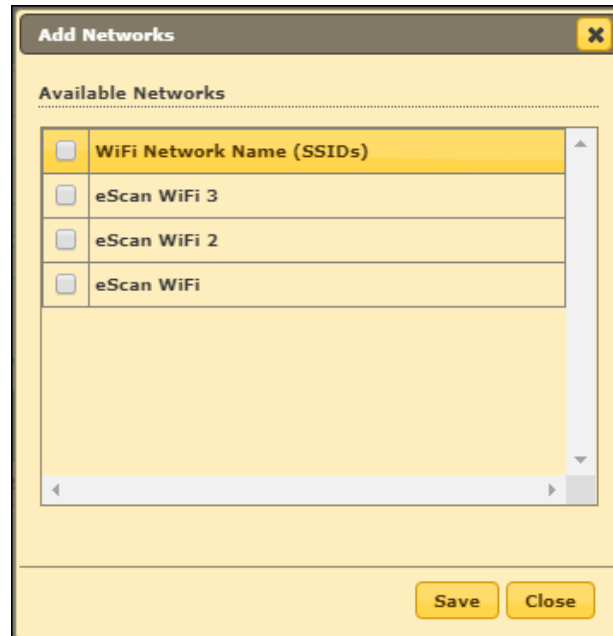 Add Networks
Available Networks
WiFi Network Name (SSIDs)
eScan WiFi 3
eScan WiFi 2
eScan WiFi
Save Close